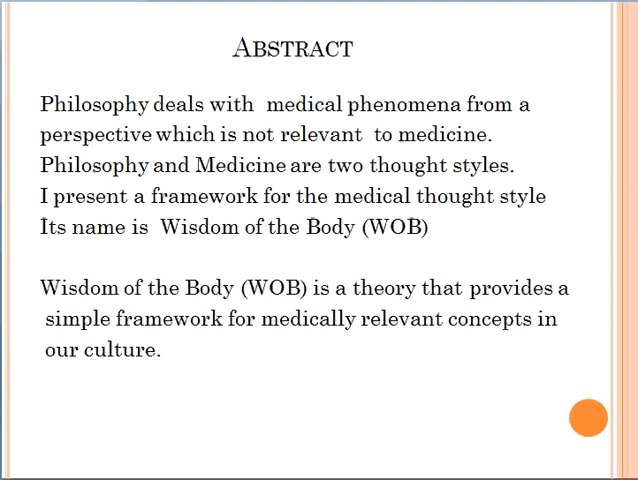 Abstract
Philosophy deals with medical phenomena from a
perspective which is not relevant to medicine.
Philosophy and Medicine are two thought styles.
I present a framework for the medical thought style
Its name is Wisdom of the Body (WOB)
Wisdom of the Body (WOB) is a theory that provides a
simple framework for medically relevant concepts in
our culture.